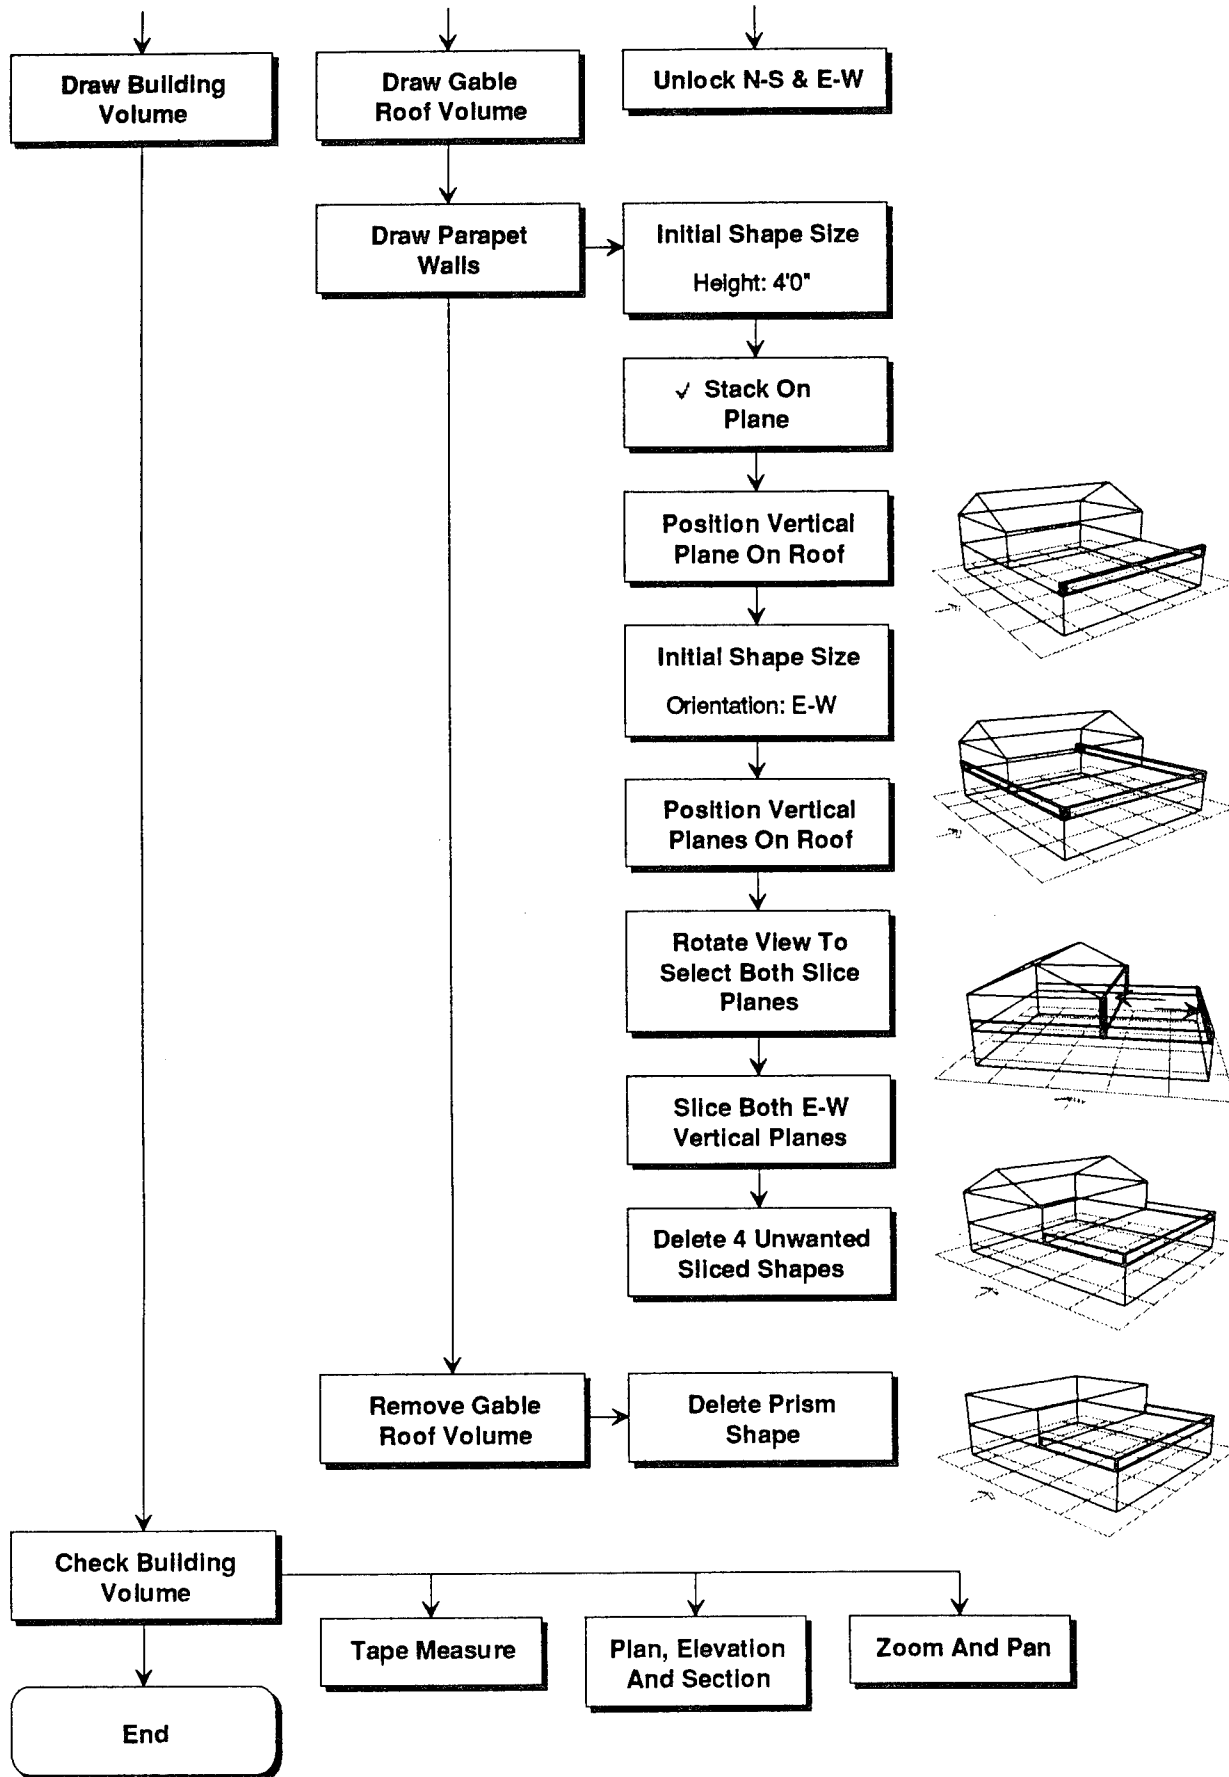 Draw Building
Volume
Draw Gable
Roof Volume
Unlock N-S & E-W
Draw Parapet
Walls
Initial Shape Size
Height: 4'0"
✓ Stack On
Plane
Position Vertical
Plane On Roof
Initial Shape Size
Orientation: E-W
Position Vertical
Planes On Roof
Rotate View To
Select Both Slice
Planes
Slice Both E-W
Vertical Planes
Delete 4 Unwanted
Sliced Shapes
Remove Gable
Roof Volume
Delete Prism
Shape
Check Building
Volume
Tape Measure
Plan, Elevation
And Section
Zoom And Pan
End